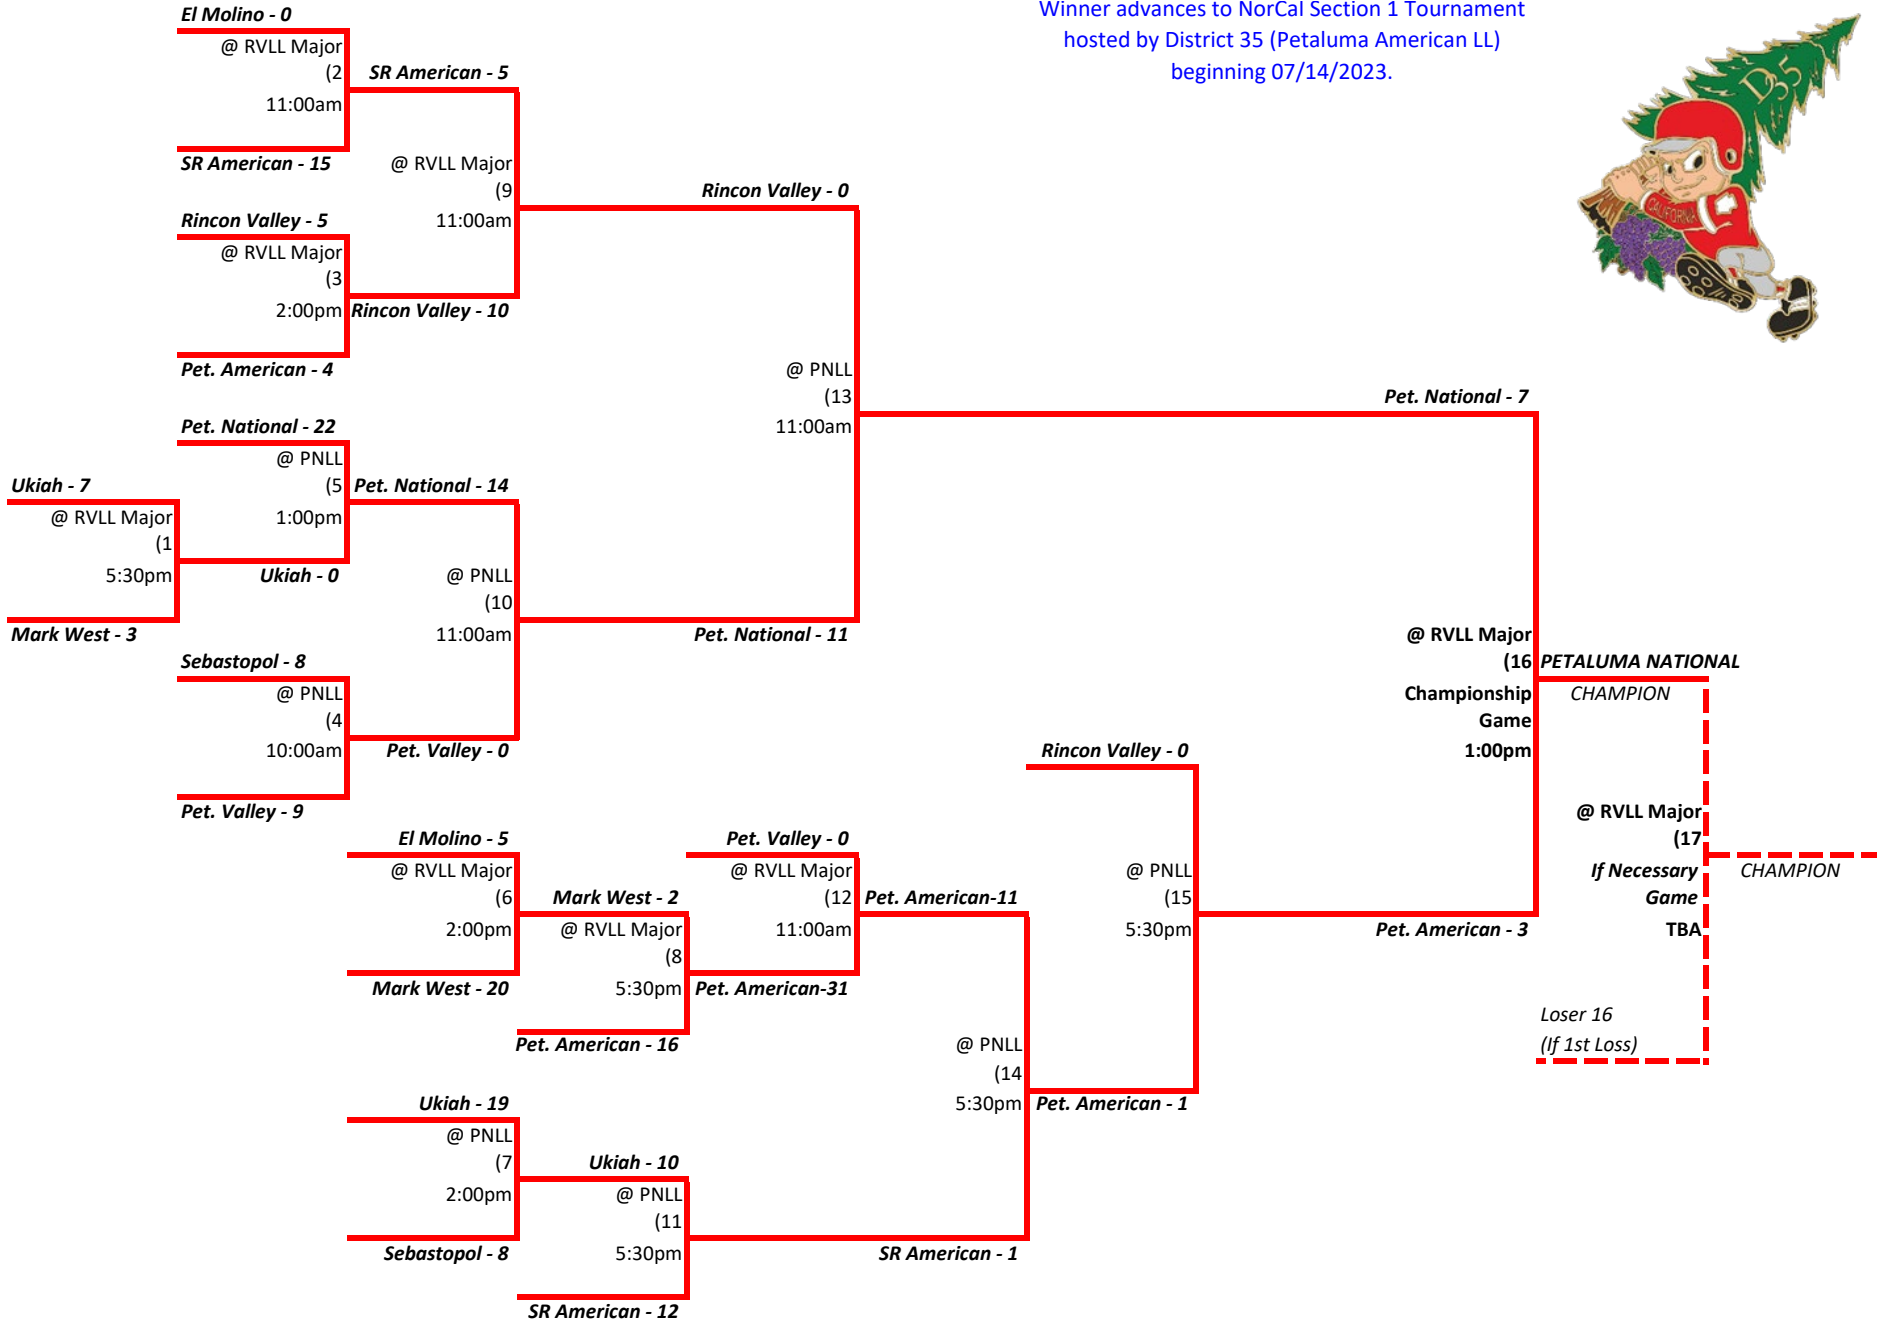 Winner advances to NorCal Section 1 Tournament
hosted by District 35 (Petaluma American LL)
beginning 07/14/2023.
D35
CALIFORNIA
El Molino - 0
@ RVLL Major
(2
11:00am
SR American - 15
SR American - 5
@ RVLL Major
(9
11:00am
Rincon Valley - 5
@ RVLL Major
(3
2:00pm
Pet. American - 4
Rincon Valley - 10
Rincon Valley - 0
@ PNLL
(13
11:00am
Pet. National - 22
@ PNLL
(5
1:00pm
Ukiah - 0
Ukiah - 7
@ RVLL Major
(1
5:30pm
Mark West - 3
Pet. National - 14
@ PNLL
(10
11:00am
Pet. National - 11
Sebastopol - 8
@ PNLL
(4
10:00am
Pet. Valley - 9
Pet. Valley - 0
Pet. National - 7
@ RVLL Major
(16
Championship
Game
1:00pm
PETALUMA NATIONAL
CHAMPION
@ RVLL Major
(17
If Necessary
Game
TBA
CHAMPION
Loser 16
(If 1st Loss)
El Molino - 5
@ RVLL Major
(6
2:00pm
Mark West - 20
Mark West - 2
@ RVLL Major
(8
5:30pm
Pet. American - 16
Pet. Valley - 0
@ RVLL Major
(12
11:00am
Pet. American-31
Pet. American-11
@ PNLL
(14
5:30pm
Rincon Valley - 0
@ PNLL
(15
5:30pm
Pet. American - 1
Pet. American - 3
Ukiah - 19
@ PNLL
(7
2:00pm
Sebastopol - 8
Ukiah - 10
@ PNLL
(11
5:30pm
SR American - 12
SR American - 1